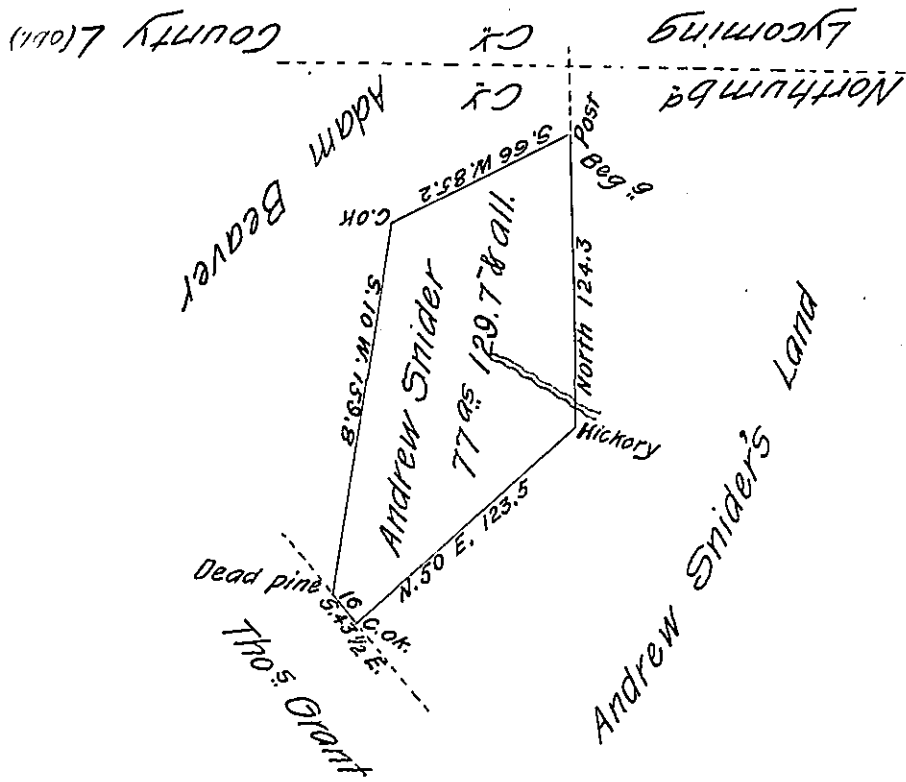 Lycoming Cy County L
Northumbd Cy
Adam Beaver
Post
Beg g
S. 66 W. 85.2
C.OK
S. 10 W. 159.8
Andrew Snider
77 as 129.7 & all.
North 124.3
Hickory
N. 50 E. 123.5
Dead pine
16
S. 43 1/2 E.
C. OK.
Thos Grant
Andrew Snider's Land